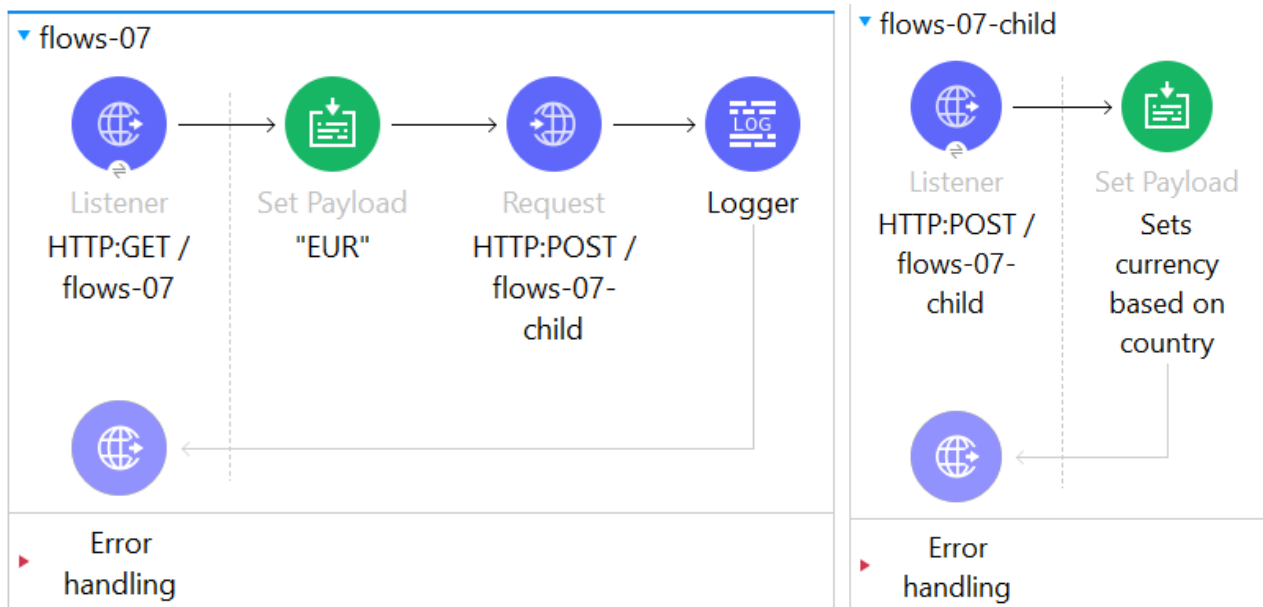 flows-07
LOG
Listener
HTTP:GET /
flows-07
Set Payload
"EUR"
Request
HTTP:POST /
flows-07-
child
Logger
Error
handling
flows-07-child
Listener
HTTP:POST /
flows-07-
child
Set Payload
Sets
currency
based on
country
Error
handling